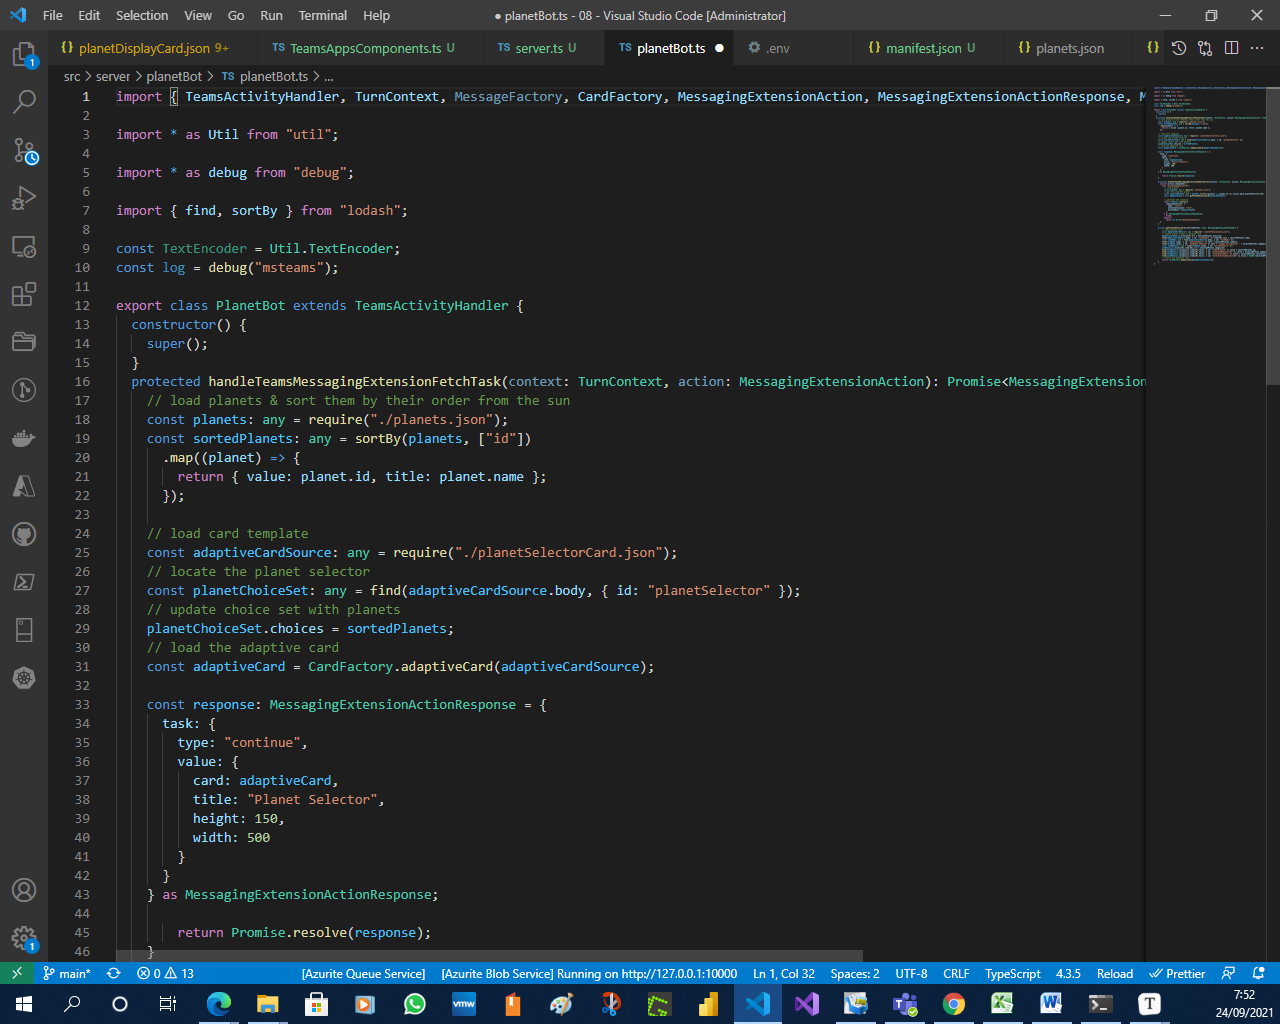 File Edit Selection View Go Run Terminal Help ● planetBot.ts - 08 - Visual Studio Code [Administrator]
{} planetDisplayCard.json 9+ TS TeamsAppsComponents.ts U TS server.ts U TS planetBot.ts ● .env {} manifest.json U {} planets.json {} ···
src > server > planetBot > TS planetBot.ts > ...
1 import { TeamsActivityHandler, TurnContext, MessageFactory, CardFactory, MessagingExtensionAction, MessagingExtensionActionResponse, M
2
3 import * as Util from "util";
4
5 import * as debug from "debug";
6
7 import { find, sortBy } from "lodash";
8
9 const TextEncoder = Util.TextEncoder;
10 const log = debug("msteams");
11
12 export class PlanetBot extends TeamsActivityHandler {
13 constructor() {
14 super();
15 }
16 protected handleTeamsMessagingExtensionFetchTask(context: TurnContext, action: MessagingExtensionAction): Promise<MessagingExtension
17 // load planets & sort them by their order from the sun
18 const planets: any = require("./planets.json");
19 const sortedPlanets: any = sortBy(planets, ["id"])
20 .map((planet) => {
21 return { value: planet.id, title: planet.name };
22 });
23
24 // load card template
25 const adaptiveCardSource: any = require("./planetSelectorCard.json");
26 // locate the planet selector
27 const planetChoiceSet: any = find(adaptiveCardSource.body, { id: "planetSelector" });
28 // update choice set with planets
29 planetChoiceSet.choices = sortedPlanets;
30 // load the adaptive card
31 const adaptiveCard = CardFactory.adaptiveCard(adaptiveCardSource);
32
33 const response: MessagingExtensionActionResponse = {
34 task: {
35 type: "continue",
36 value: {
37 card: adaptiveCard,
38 title: "Planet Selector",
39 height: 150,
40 width: 500
41 }
42 }
43 } as MessagingExtensionActionResponse;
44
45 return Promise.resolve(response);
46 }
1
1
main* 0 13 [Azurite Queue Service] [Azurite Blob Service] Running on http://127.0.0.1:10000 Ln 1, Col 32 Spaces: 2 UTF-8 CRLF TypeScript 4.3.5 Reload Prettier
vmw T 7:52
24/09/2021